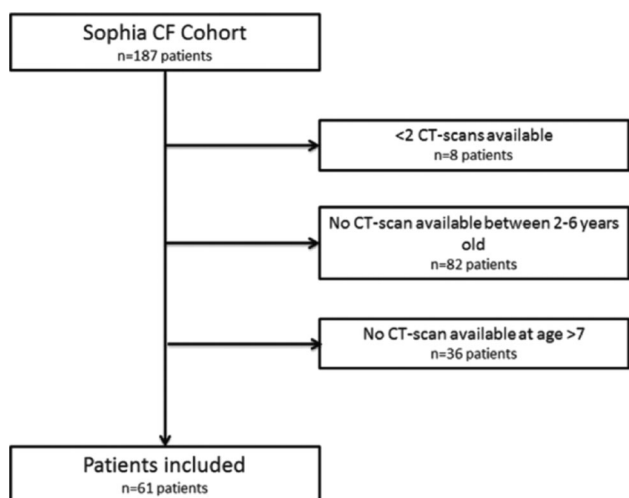 Sophia CF Cohort
n=187 patients
<2 CT-scans available
n=8 patients
No CT-scan available between 2-6 years
old
n=82 patients
No CT-scan available at age >7
n=36 patients
Patients included
n=61 patients